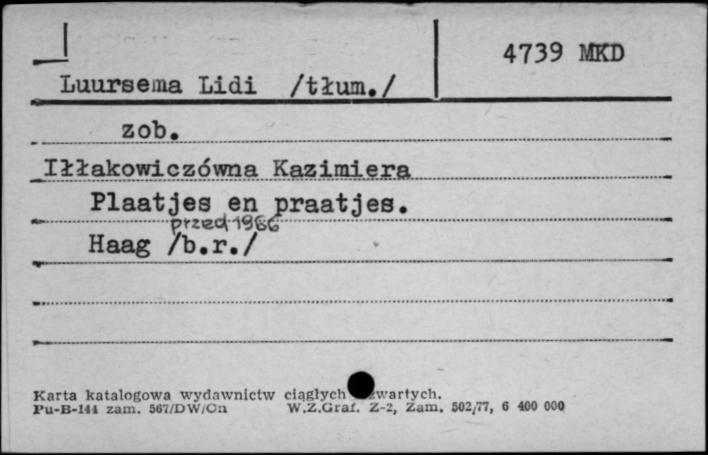 4739 MKD
Luursema Lidi /tłum./
zob.
Iłłakowiczówna Kazimiera
Plaatjes en praatjes.
przed 1966
Haag /b.r./
Karta katalogowa wydawnictw ciągłych zwartych.
Pu-B-144 zam. 567/DW/On W.Z.Graf. Z-2, Zam. 502/77, 6 400 000